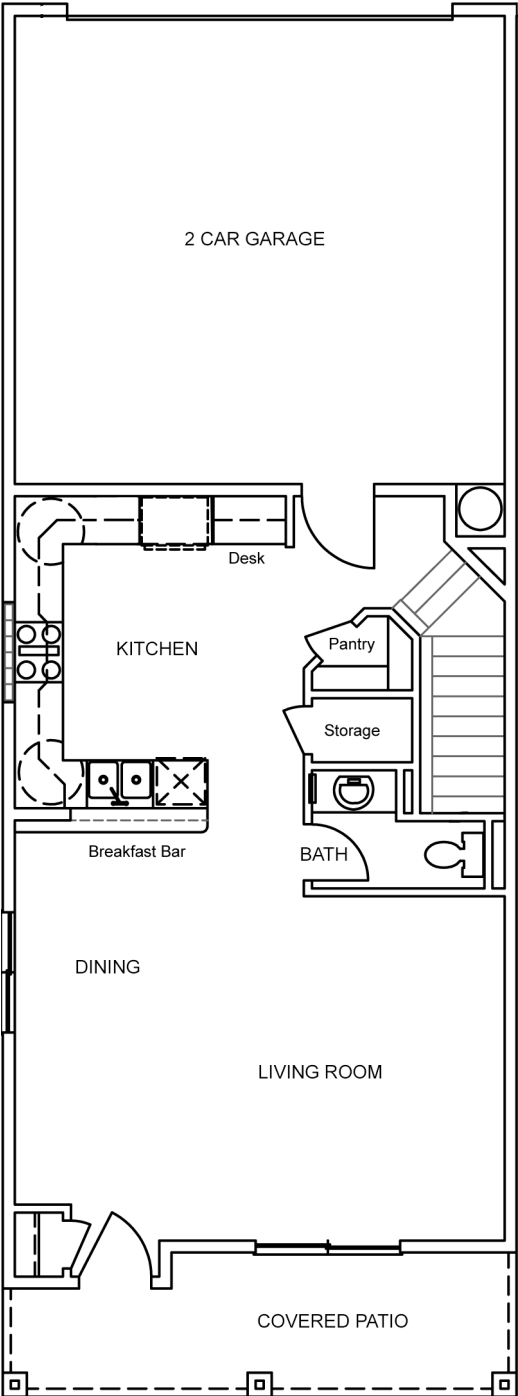 2 CAR GARAGE
Desk
KITCHEN
Pantry
Storage
Breakfast Bar
BATH
DINING
LIVING ROOM
COVERED PATIO